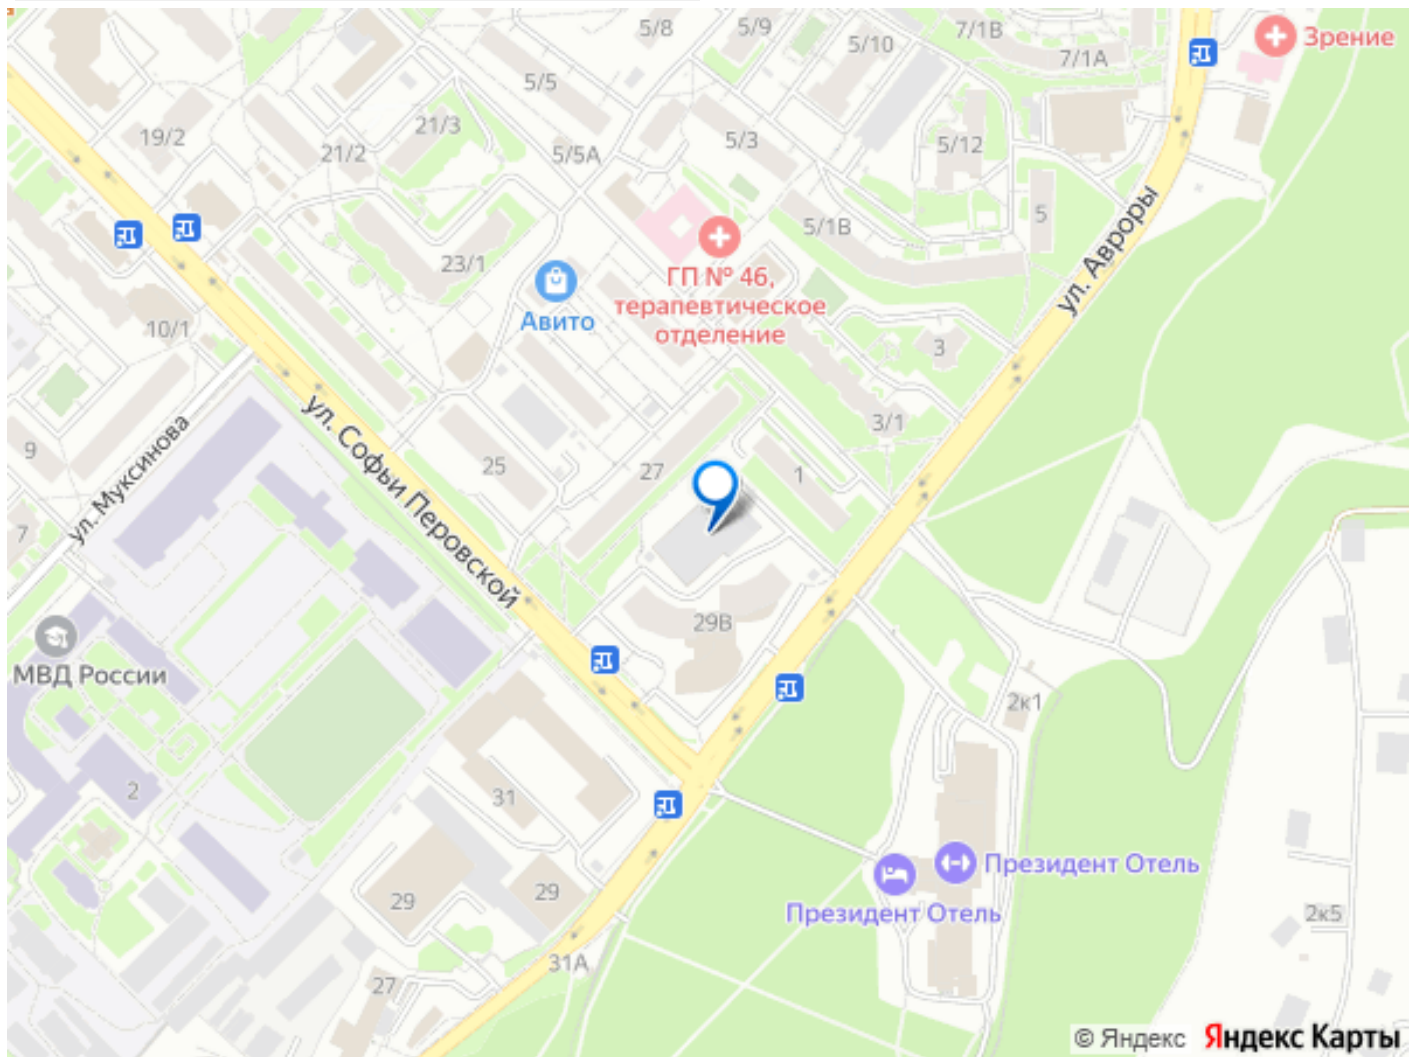 5/8
5/9
5/10
7/1В
7/1А
Зрение
5/5
19/2
21/3
21/2
5/5А
5/3
5/12
5
ул. Авроры
5/1В
23/1
ГП № 46,
терапевтическое
отделение
Авито
10/1
3
3/1
ул. Муксинова
ул. Софьи Перовской
9
25
27
1
7
29В
МВД России
2к1
2
31
Президент Отель
Президент Отель
29
29
2к5
31А
27
© Яндекс Яндекс Карты